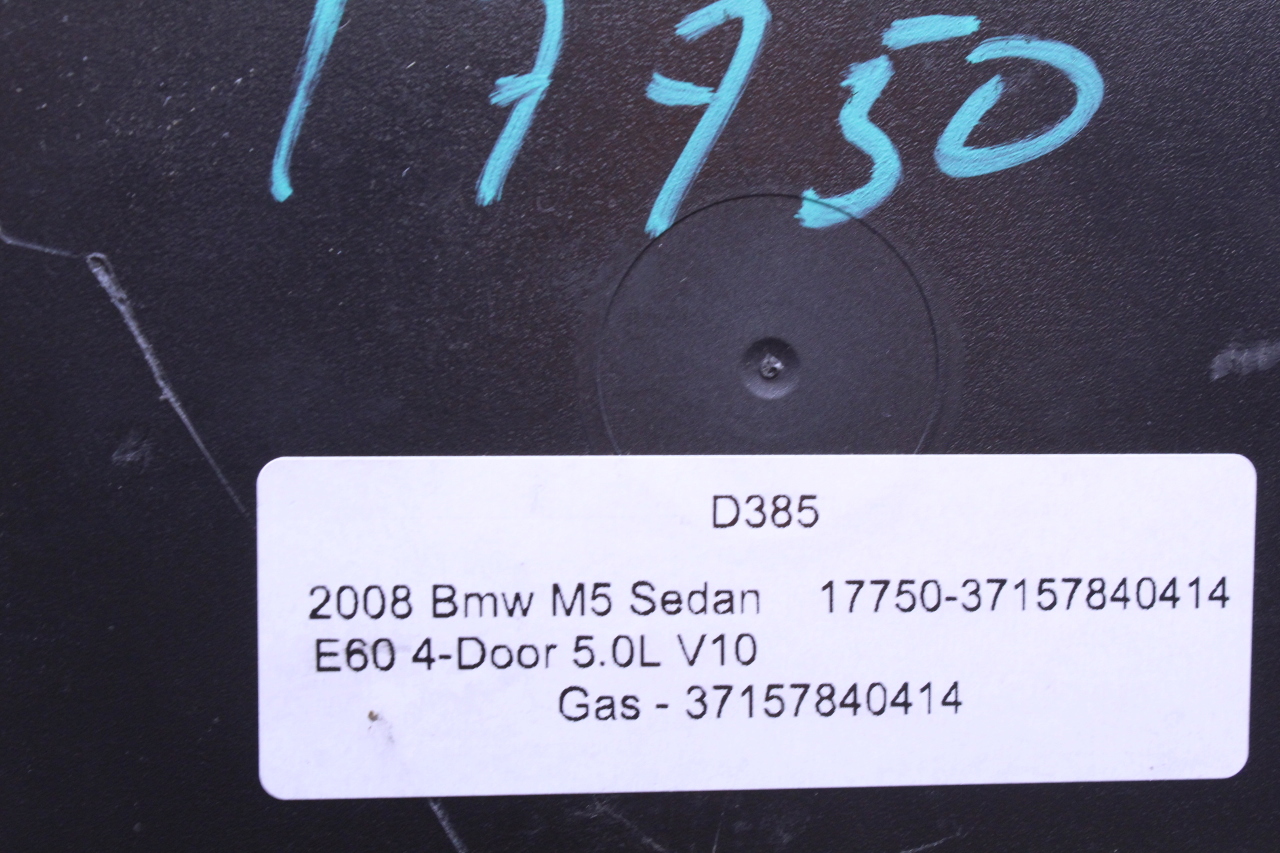 17750
D385
2008 Bmw M5 Sedan 17750-37157840414
E60 4-Door 5.0L V10
Gas - 37157840414